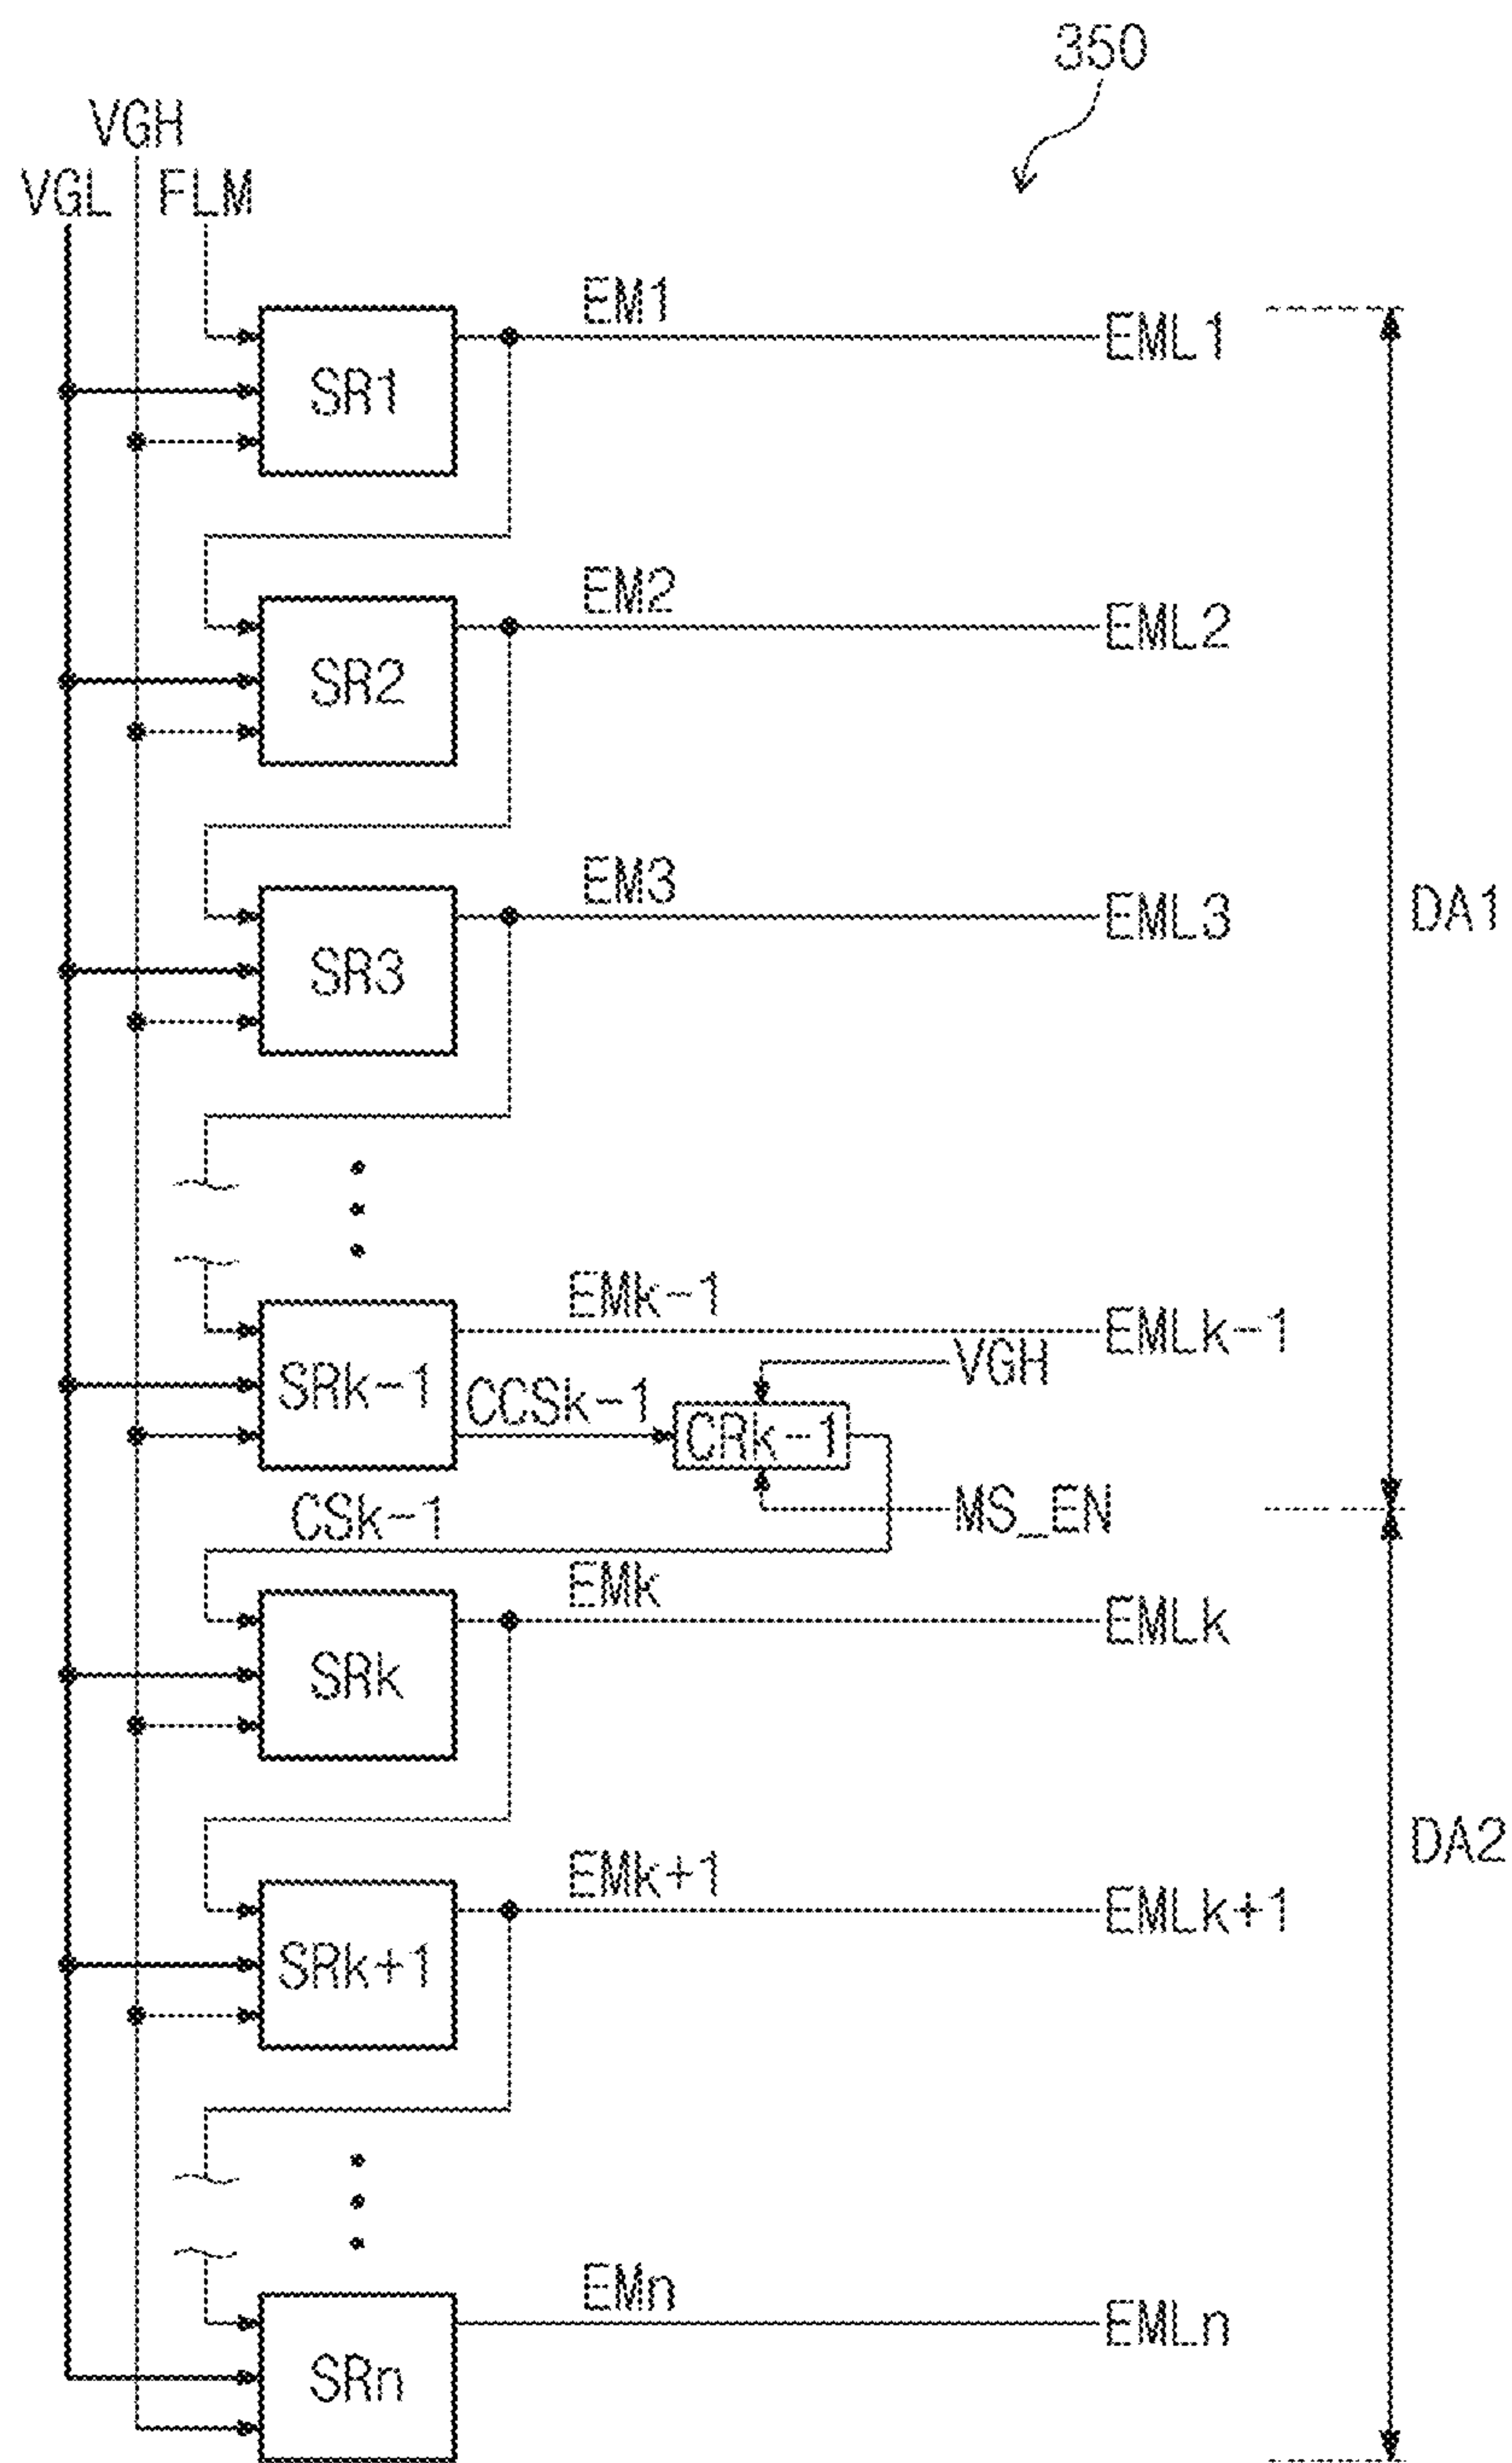 350
VGH
VGL FLM
EM1
EML1
SR1
EM2
EML2
SR2
EM3
EML3
DA1
SR3
EMk-1
EMLk-1
VGH
SRk-1
CCSk-1
CRk-1
CSk-1
MS_EN
EMk
EMLk
SRk
DA2
EMk+1
EMLk+1
SRk+1
EMn
EMLn
SRn